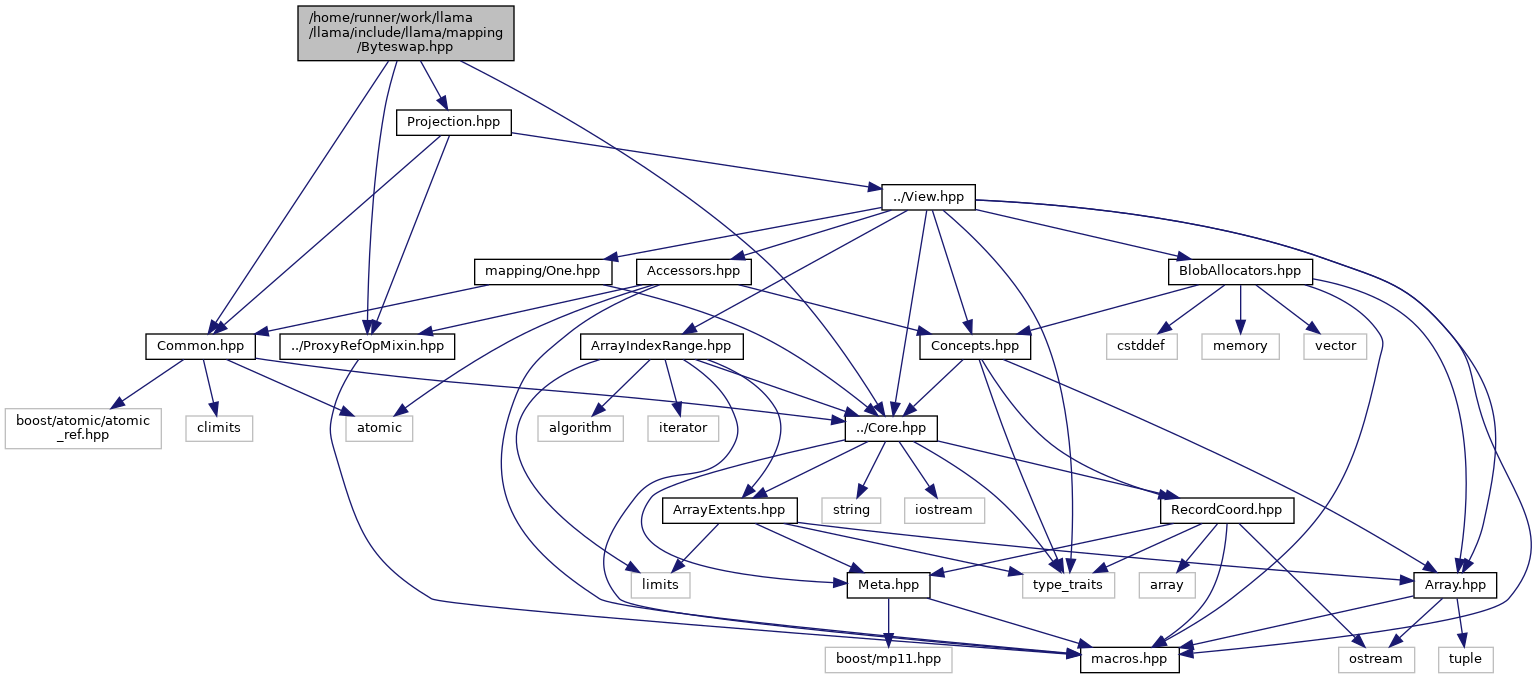 /home/runner/work/llama
/llama/include/llama/mapping
/Byteswap.hpp
Projection.hpp
../View.hpp
mapping/One.hpp
Accessors.hpp
BlobAllocators.hpp
Common.hpp
../ProxyRefOpMixin.hpp
ArrayIndexRange.hpp
Concepts.hpp
cstddef
memory
vector
boost/atomic/atomic
_ref.hpp
climits
atomic
algorithm
iterator
../Core.hpp
ArrayExtents.hpp
string
iostream
RecordCoord.hpp
limits
Meta.hpp
type_traits
array
Array.hpp
boost/mp11.hpp
macros.hpp
ostream
tuple